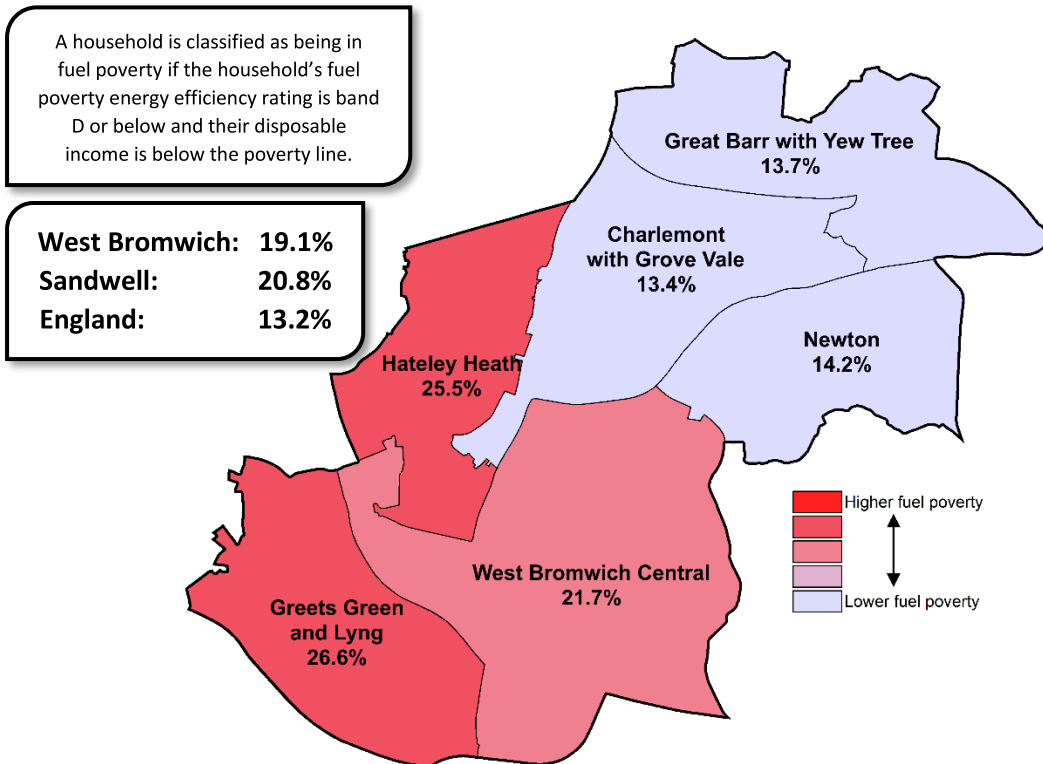 A household is classified as being in
fuel poverty if the household’s fuel
poverty energy efficiency rating is band
D or below and their disposable
income is below the poverty line.
West Bromwich: 19.1%
Sandwell: 20.8%
England: 13.2%
Great Barr with Yew Tree
13.7%
Charlemont
with Grove Vale
13.4%
Newton
14.2%
Hateley Heath
25.5%
West Bromwich Central
21.7%
Greets Green
and Lyng
26.6%
Higher fuel poverty
Lower fuel poverty